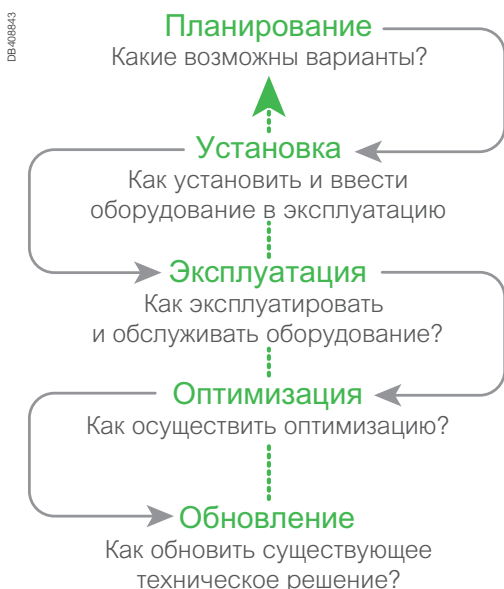 DB408843
Планирование
Какие возможны варианты?
Установка
Как установить и ввести
оборудование в эксплуатацию
Эксплуатация
Как эксплуатировать
и обслуживать оборудование?
Оптимизация
Как осуществить оптимизацию?
Обновление
Как обновить существующее
техническое решение?